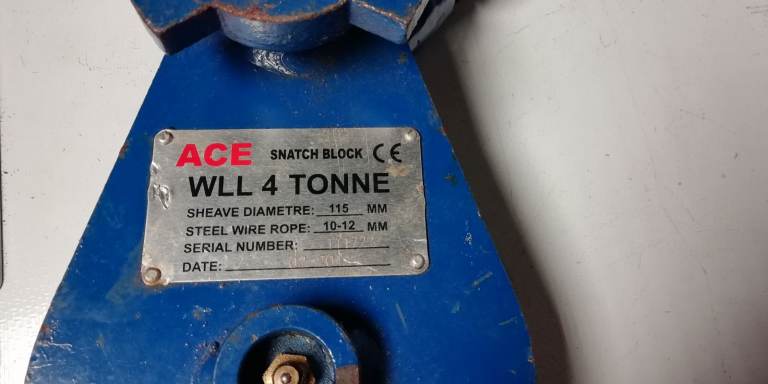 ACE SNATCH BLOCK CE
WLL 4 TONNE
SHEAVE DIAMETRE: 115 MM
STEEL WIRE ROPE: 10-12 MM
SERIAL NUMBER:
DATE: